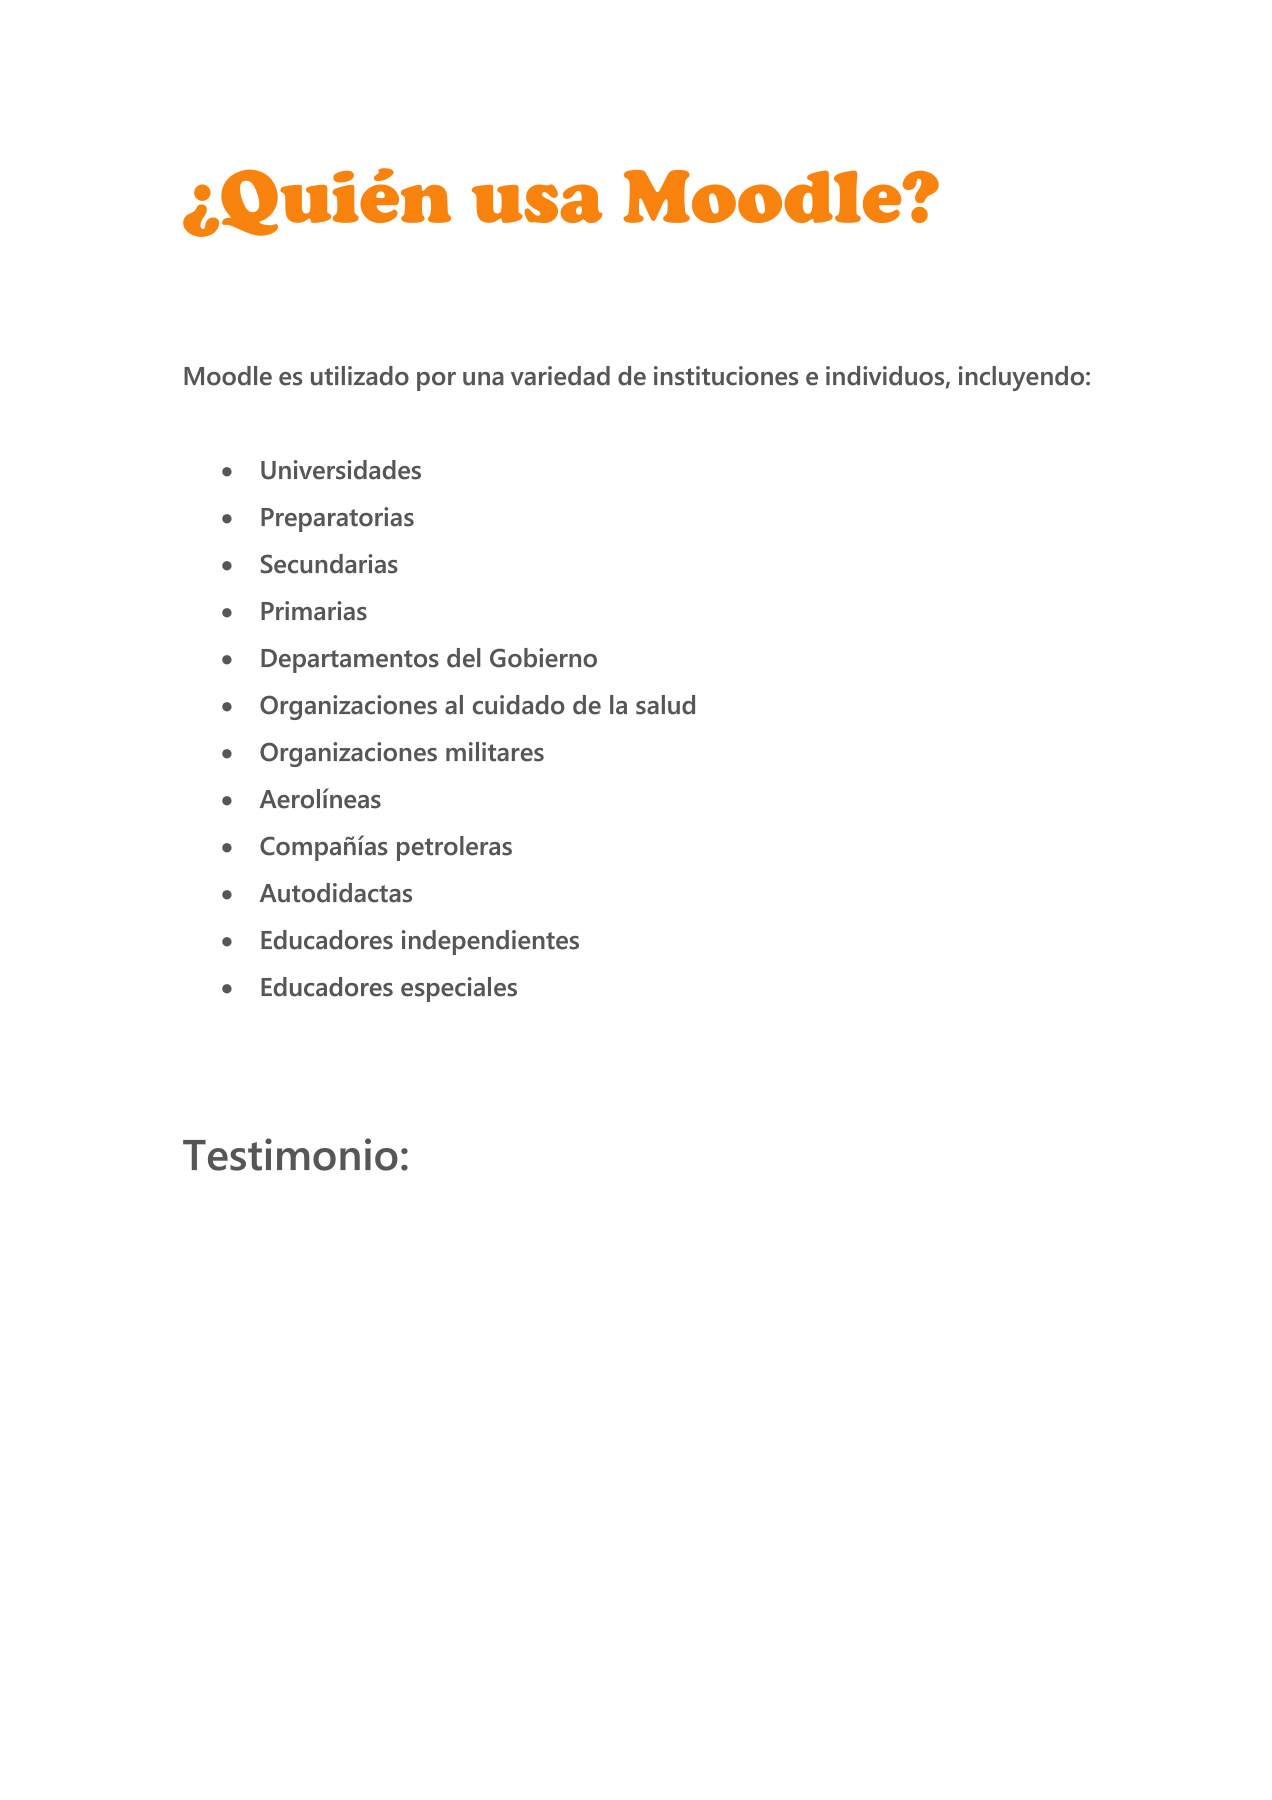 ¿Quién usa Moodle?
Moodle es utilizado por una variedad de instituciones e individuos, incluyendo:
• Universidades
• Preparatorias
• Secundarias
• Primarias
• Departamentos del Gobierno
• Organizaciones al cuidado de la salud
• Organizaciones militares
• Aerolíneas
• Compañías petroleras
• Autodidactas
• Educadores independientes
• Educadores especiales
Testimonio: